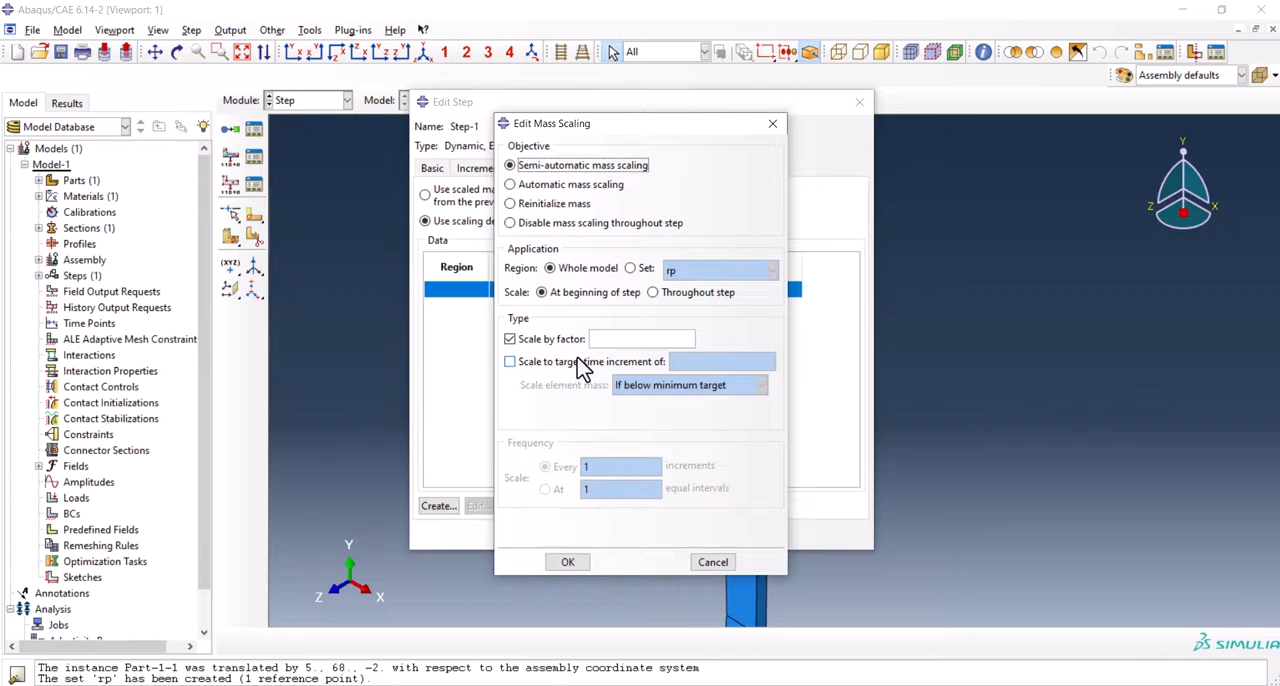 Abaqus/CAE 6.14-2 [Viewport: 1]
File Model Viewport View Step Output Other Tools Plug-ins Help
1 2 3 4 All
Assembly defaults
Model Results Module: Step Model:
Model Database
Models (1)
Model-1
Parts (1)
Materials (1)
Calibrations
Sections (1)
Profiles
Assembly
Steps (1)
Field Output Requests
History Output Requests
Time Points
ALE Adaptive Mesh Constraint
Interactions
Interaction Properties
Contact Controls
Contact Initializations
Contact Stabilizations
Constraints
Connector Sections
Fields
Amplitudes
Loads
BCs
Predefined Fields
Remeshing Rules
Optimization Tasks
Sketches
Annotations
Analysis
Jobs
Edit Step
Name: Step-1
Type: Dynamic, E
Basic Increme
Use scaled ma
from the prev
Use scaling de
Data
Region
Create... Edit
Edit Mass Scaling
Objective
Semi-automatic mass scaling
Automatic mass scaling
Reinitialize mass
Disable mass scaling throughout step
Application
Region: Whole model Set: rp
Scale: At beginning of step Throughout step
Type
Scale by factor:
Scale to target time increment of:
Scale element mass: If below minimum target
Frequency
Scale:
Every 1 increments
At 1 equal intervals
OK Cancel
Y
Z X
Y
Z X
SIMULIA
The instance Part-1-1 was translated by 5., 68., -2. with respect to the assembly coordinate system
The set 'rp' has been created (1 reference point).